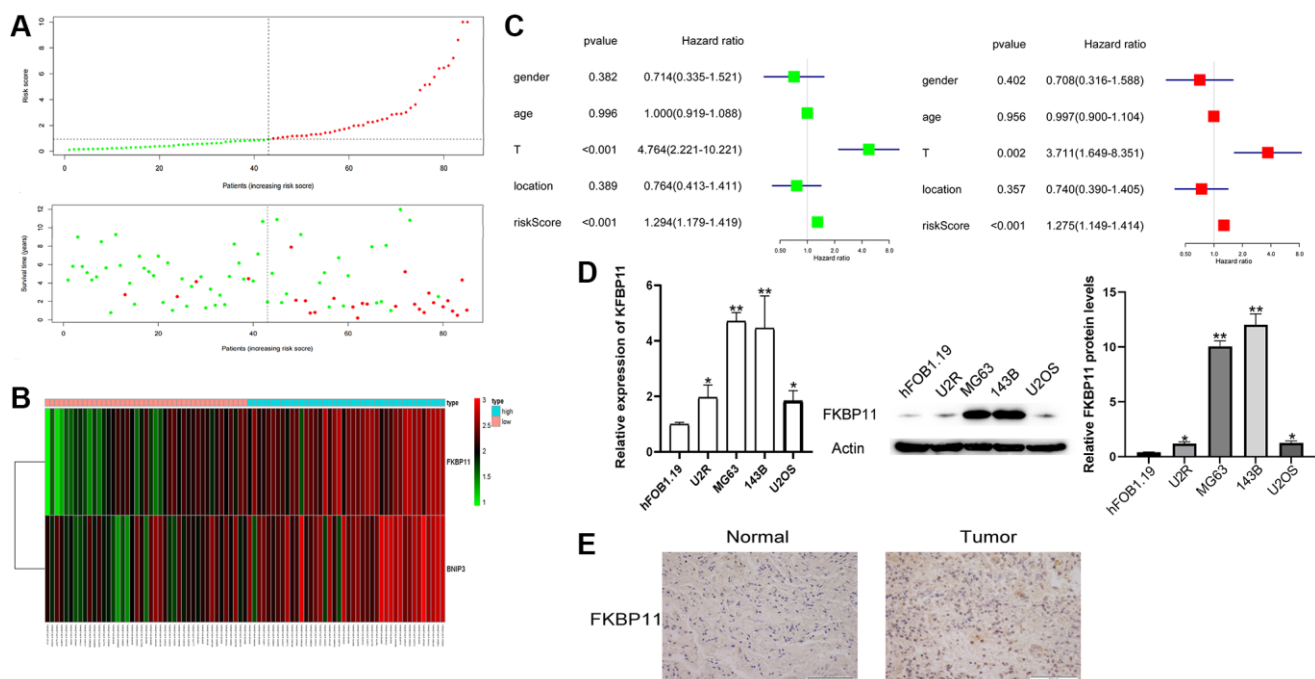 A
Risk score
10
8
6
4
2
0
0 20 40 60 80
Patients (increasing risk socre)
Survival time (years)
12
10
8
6
4
2
0
0 20 40 60 80
Patients (increasing risk socre)
B
type
FKBP11
BNIP3
3
2.5
2
1.5
1
type
high
low
C
pvalue Hazard ratio
gender 0.382 0.714(0.335-1.521)
age 0.996 1.000(0.919-1.088)
T <0.001 4.764(2.221-10.221)
location 0.389 0.764(0.413-1.411)
riskScore <0.001 1.294(1.179-1.419)
0.50 1.0 2.0 4.0 8.0
Hazard ratio
pvalue Hazard ratio
gender 0.402 0.708(0.316-1.588)
age 0.956 0.997(0.900-1.104)
T 0.002 3.711(1.649-8.351)
location 0.357 0.740(0.390-1.405)
riskScore <0.001 1.275(1.149-1.414)
0.50 1.0 2.0 4.0 8.0
Hazard ratio
D
Relative expression of KFBP11
6
4
2
0
* ** ** *
hFOB1.19 U2R MG63 143B U2OS
hFOB1.19 U2R MG63 143B U2OS
FKBP11
Actin
Relative FKBP11 protein levels
15
10
5
0
* ** ** *
hFOB1.19 U2R MG63 143B U2OS
E
Normal Tumor
FKBP11